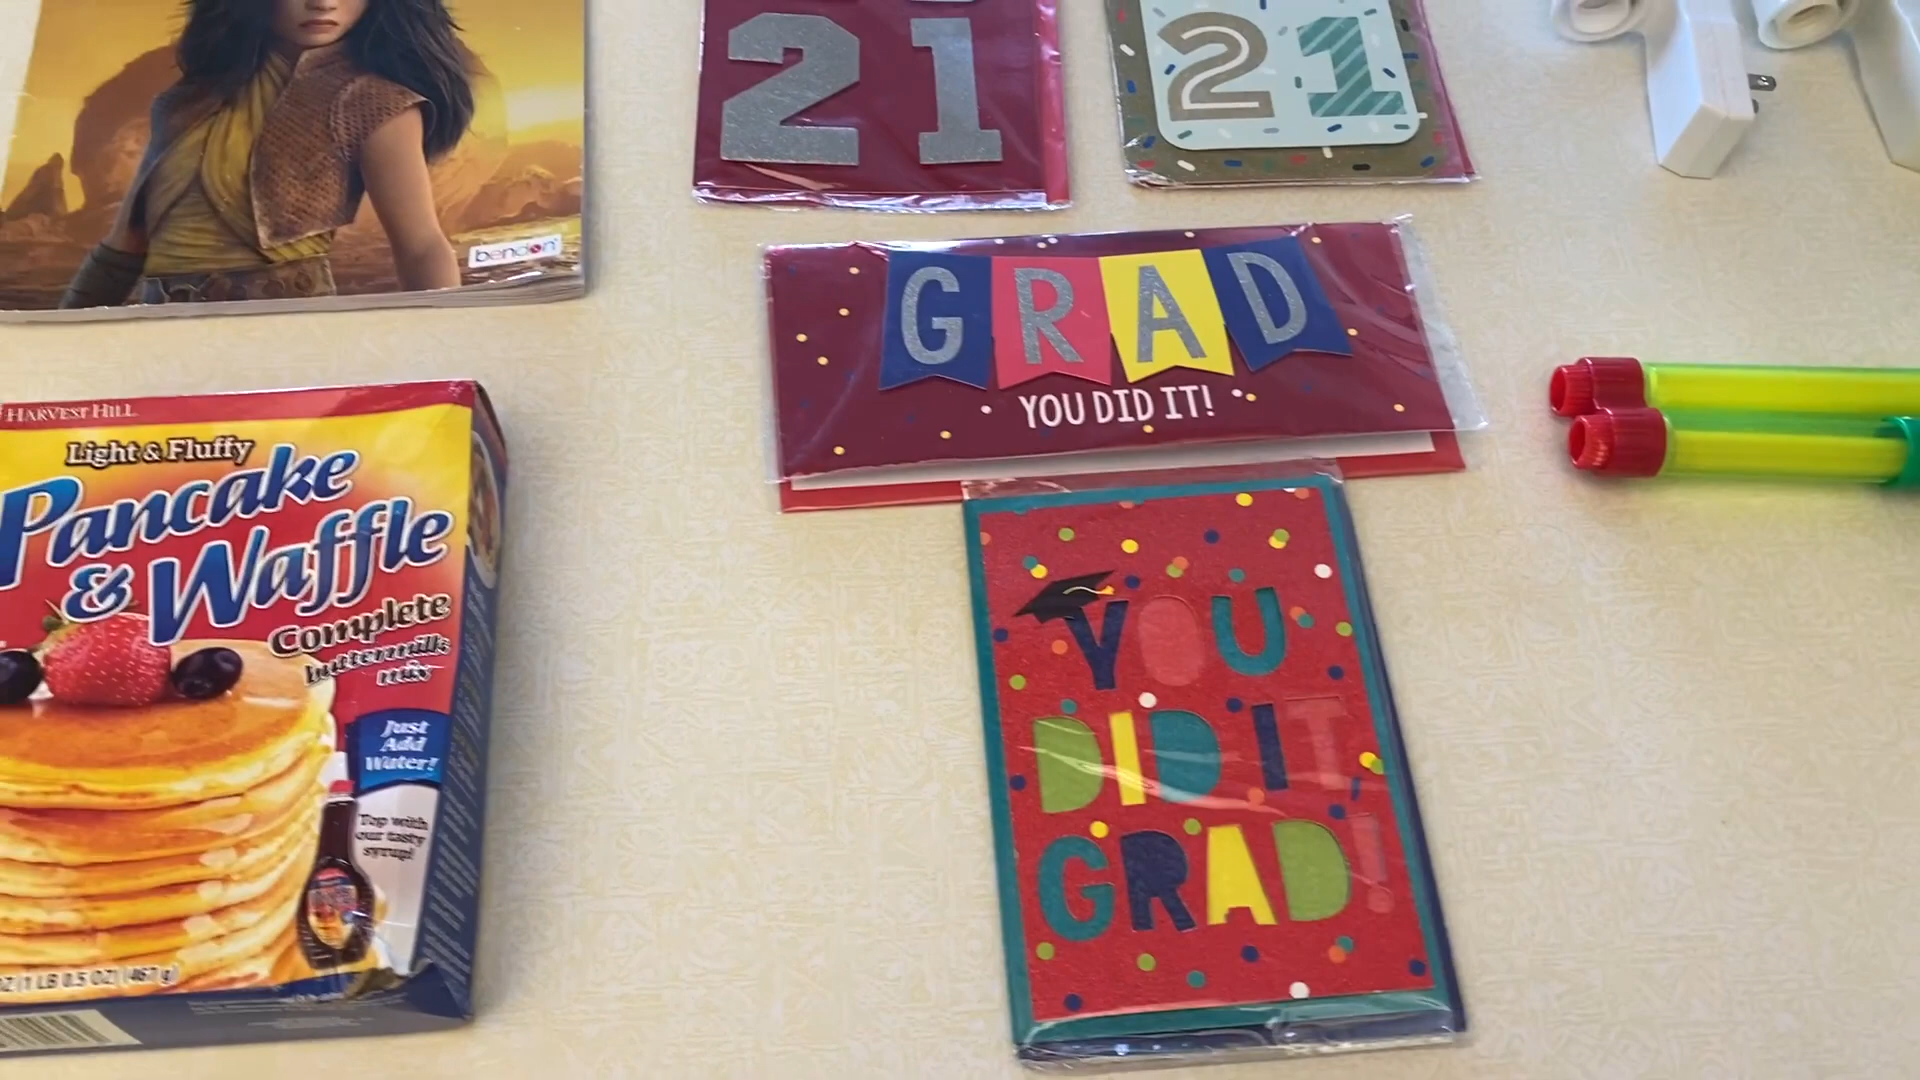 bendon
21
21
GRAD
YOU DID IT!
HARVEST HILL
Light & Fluffy
Pancake
& Waffle
Complete
buttermilk
mix
Just
Add
Water!
Top with
our tasty
syrup!
OZ (1 LB 0.5 OZ) (467 g)
YOU
DID IT
GRAD!